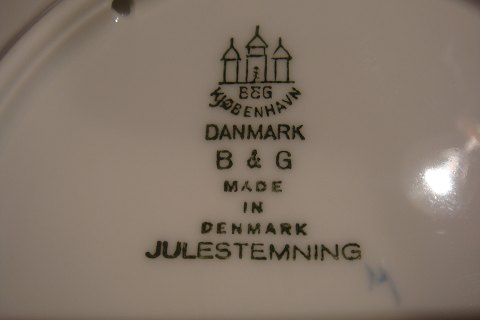 B&G
KJØBENHAVN
DANMARK
B & G
MADE
IN
DENMARK
JULESTEMNING